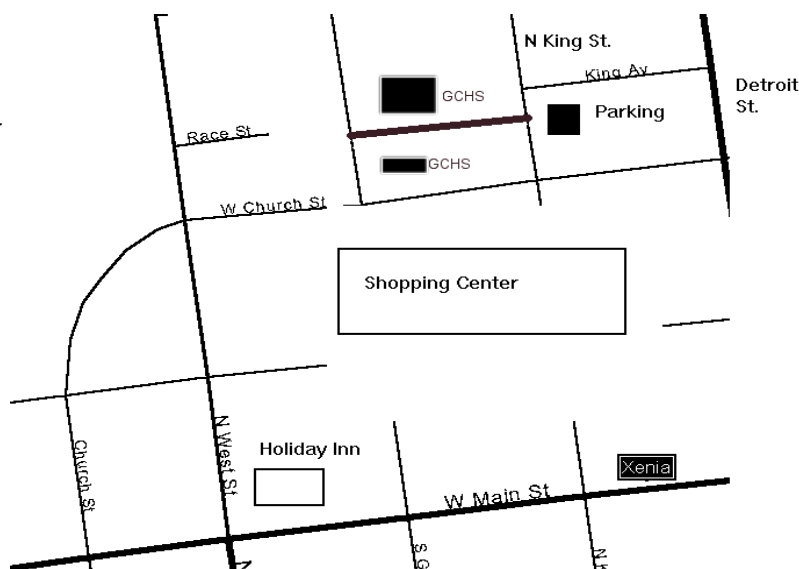 N King St.
King Av
Detroit
St.
GCHS
Parking
Race St
GCHS
W Church St
Shopping Center
Church St
N West St
Holiday Inn
Xenia
W Main St
S G
N